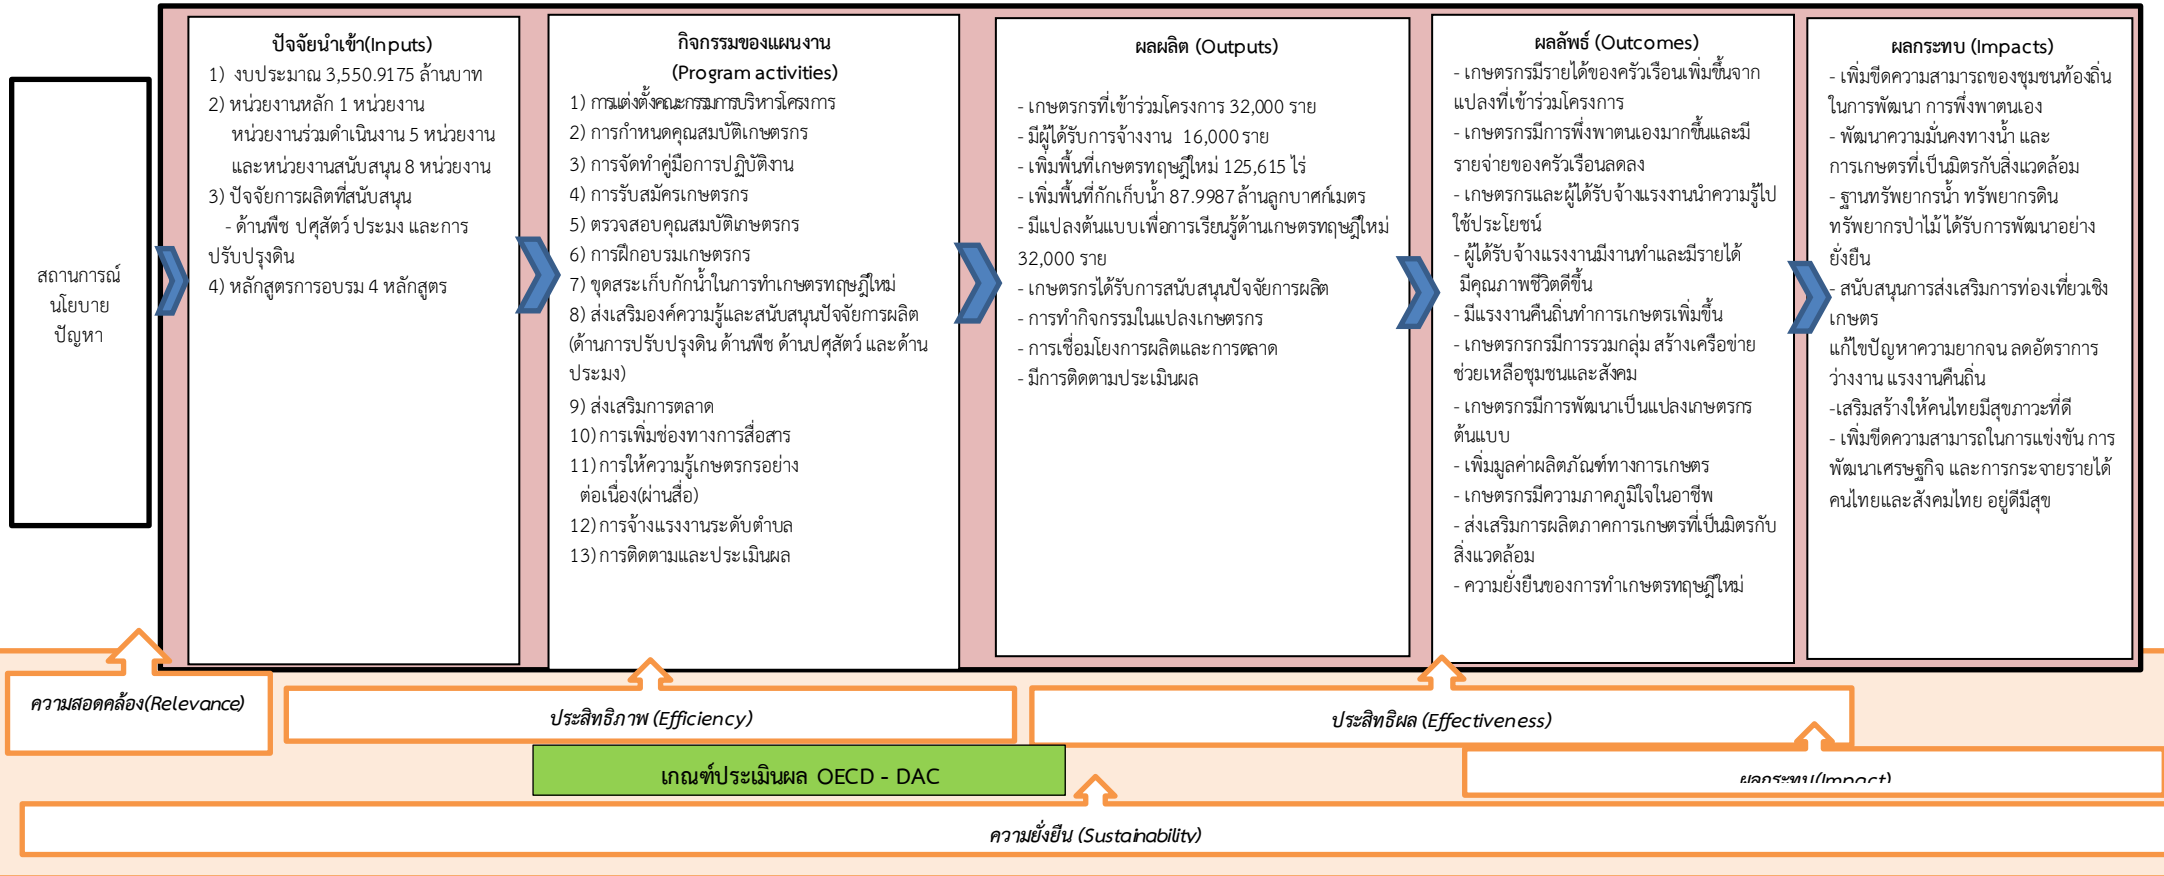 สถานการณ์
นโยบาย
ปัญหา
ปัจจัยนำเข้า(Inputs)
1) งบประมาณ 3,550.9175 ล้านบาท
2) หน่วยงานหลัก 1 หน่วยงาน
หน่วยงานร่วมดำเนินงาน 5 หน่วยงาน
และหน่วยงานสนับสนุน 8 หน่วยงาน
3) ปัจจัยการผลิตที่สนับสนุน
- ด้านพืช ปศุสัตว์ ประมง และการ
ปรับปรุงดิน
4) หลักสูตรการอบรม 4 หลักสูตร
กิจกรรมของแผนงาน
(Program activities)
1) การแต่งตั้งคณะกรรมการบริหารโครงการ
2) การกำหนดคุณสมบัติเกษตรกร
3) การจัดทำคู่มือการปฏิบัติงาน
4) การรับสมัครเกษตรกร
5) ตรวจสอบคุณสมบัติเกษตรกร
6) การฝึกอบรมเกษตรกร
7) ขุดสระเก็บกักน้ำในการทำเกษตรทฤษฎีใหม่
8) ส่งเสริมองค์ความรู้และสนับสนุนปัจจัยการผลิต
(ด้านการปรับปรุงดิน ด้านพืช ด้านปศุสัตว์ และด้าน
ประมง)
9) ส่งเสริมการตลาด
10) การเพิ่มช่องทางการสื่อสาร
11) การให้ความรู้เกษตรกรอย่าง
ต่อเนื่อง(ผ่านสื่อ)
12) การจ้างแรงงานระดับตำบล
13) การติดตามและประเมินผล
ผลผลิต (Outputs)
- เกษตรกรที่เข้าร่วมโครงการ 32,000 ราย
- มีผู้ได้รับการจ้างงาน 16,000 ราย
- เพิ่มพื้นที่เกษตรทฤษฎีใหม่ 125,615 ไร่
- เพิ่มพื้นที่กักเก็บน้ำ 87.9987 ล้านลูกบาศก์เมตร
- มีแปลงต้นแบบเพื่อการเรียนรู้ด้านเกษตรทฤษฎีใหม่
32,000 ราย
- เกษตรกรได้รับการสนับสนุนปัจจัยการผลิต
- การทำกิจกรรมในแปลงเกษตรกร
- การเชื่อมโยงการผลิตและการตลาด
- มีการติดตามประเมินผล
ผลลัพธ์ (Outcomes)
- เกษตรกรมีรายได้ของครัวเรือนเพิ่มขึ้นจาก
แปลงที่เข้าร่วมโครงการ
- เกษตรกรมีการพึ่งพาตนเองมากขึ้นและมี
รายจ่ายของครัวเรือนลดลง
- เกษตรกรและผู้ได้รับจ้างแรงงานนำความรู้ไป
ใช้ประโยชน์
- ผู้ได้รับจ้างแรงงานมีงานทำและมีรายได้
มีคุณภาพชีวิตดีขึ้น
- มีแรงงานคืนถิ่นทำการเกษตรเพิ่มขึ้น
- เกษตรกรกรมีการรวมกลุ่ม สร้างเครือข่าย
ช่วยเหลือชุมชนและสังคม
- เกษตรกรมีการพัฒนาเป็นแปลงเกษตรกร
ต้นแบบ
- เพิ่มมูลค่าผลิตภัณฑ์ทางการเกษตร
- เกษตรกรมีความภาคภูมิใจในอาชีพ
- ส่งเสริมการผลิตภาคการเกษตรที่เป็นมิตรกับ
สิ่งแวดล้อม
- ความยั่งยืนของการทำเกษตรทฤษฎีใหม่
ผลกระทบ (Impacts)
- เพิ่มขีดความสามารถของชุมชนท้องถิ่น
ในการพัฒนา การพึ่งพาตนเอง
- พัฒนาความมั่นคงทางน้ำ และ
การเกษตรที่เป็นมิตรกับสิ่งแวดล้อม
- ฐานทรัพยากรน้ำ ทรัพยากรดิน
ทรัพยากรป่าไม้ ได้รับการพัฒนาอย่าง
ยั่งยืน
- สนับสนุนการส่งเสริมการท่องเที่ยวเชิง
เกษตร
แก้ไขปัญหาความยากจน ลดอัตราการ
ว่างงาน แรงงานคืนถิ่น
-เสริมสร้างให้คนไทยมีสุขภาวะที่ดี
- เพิ่มขีดความสามารถในการแข่งขัน การ
พัฒนาเศรษฐกิจ และการกระจายรายได้
คนไทยและสังคมไทย อยู่ดีมีสุข
ความสอดคล้อง(Relevance)
ประสิทธิภาพ (Efficiency)
ประสิทธิผล (Effectiveness)
เกณฑ์ประเมินผล OECD - DAC
ผลกระทบ(Impact)
ความยั่งยืน (Sustainability)